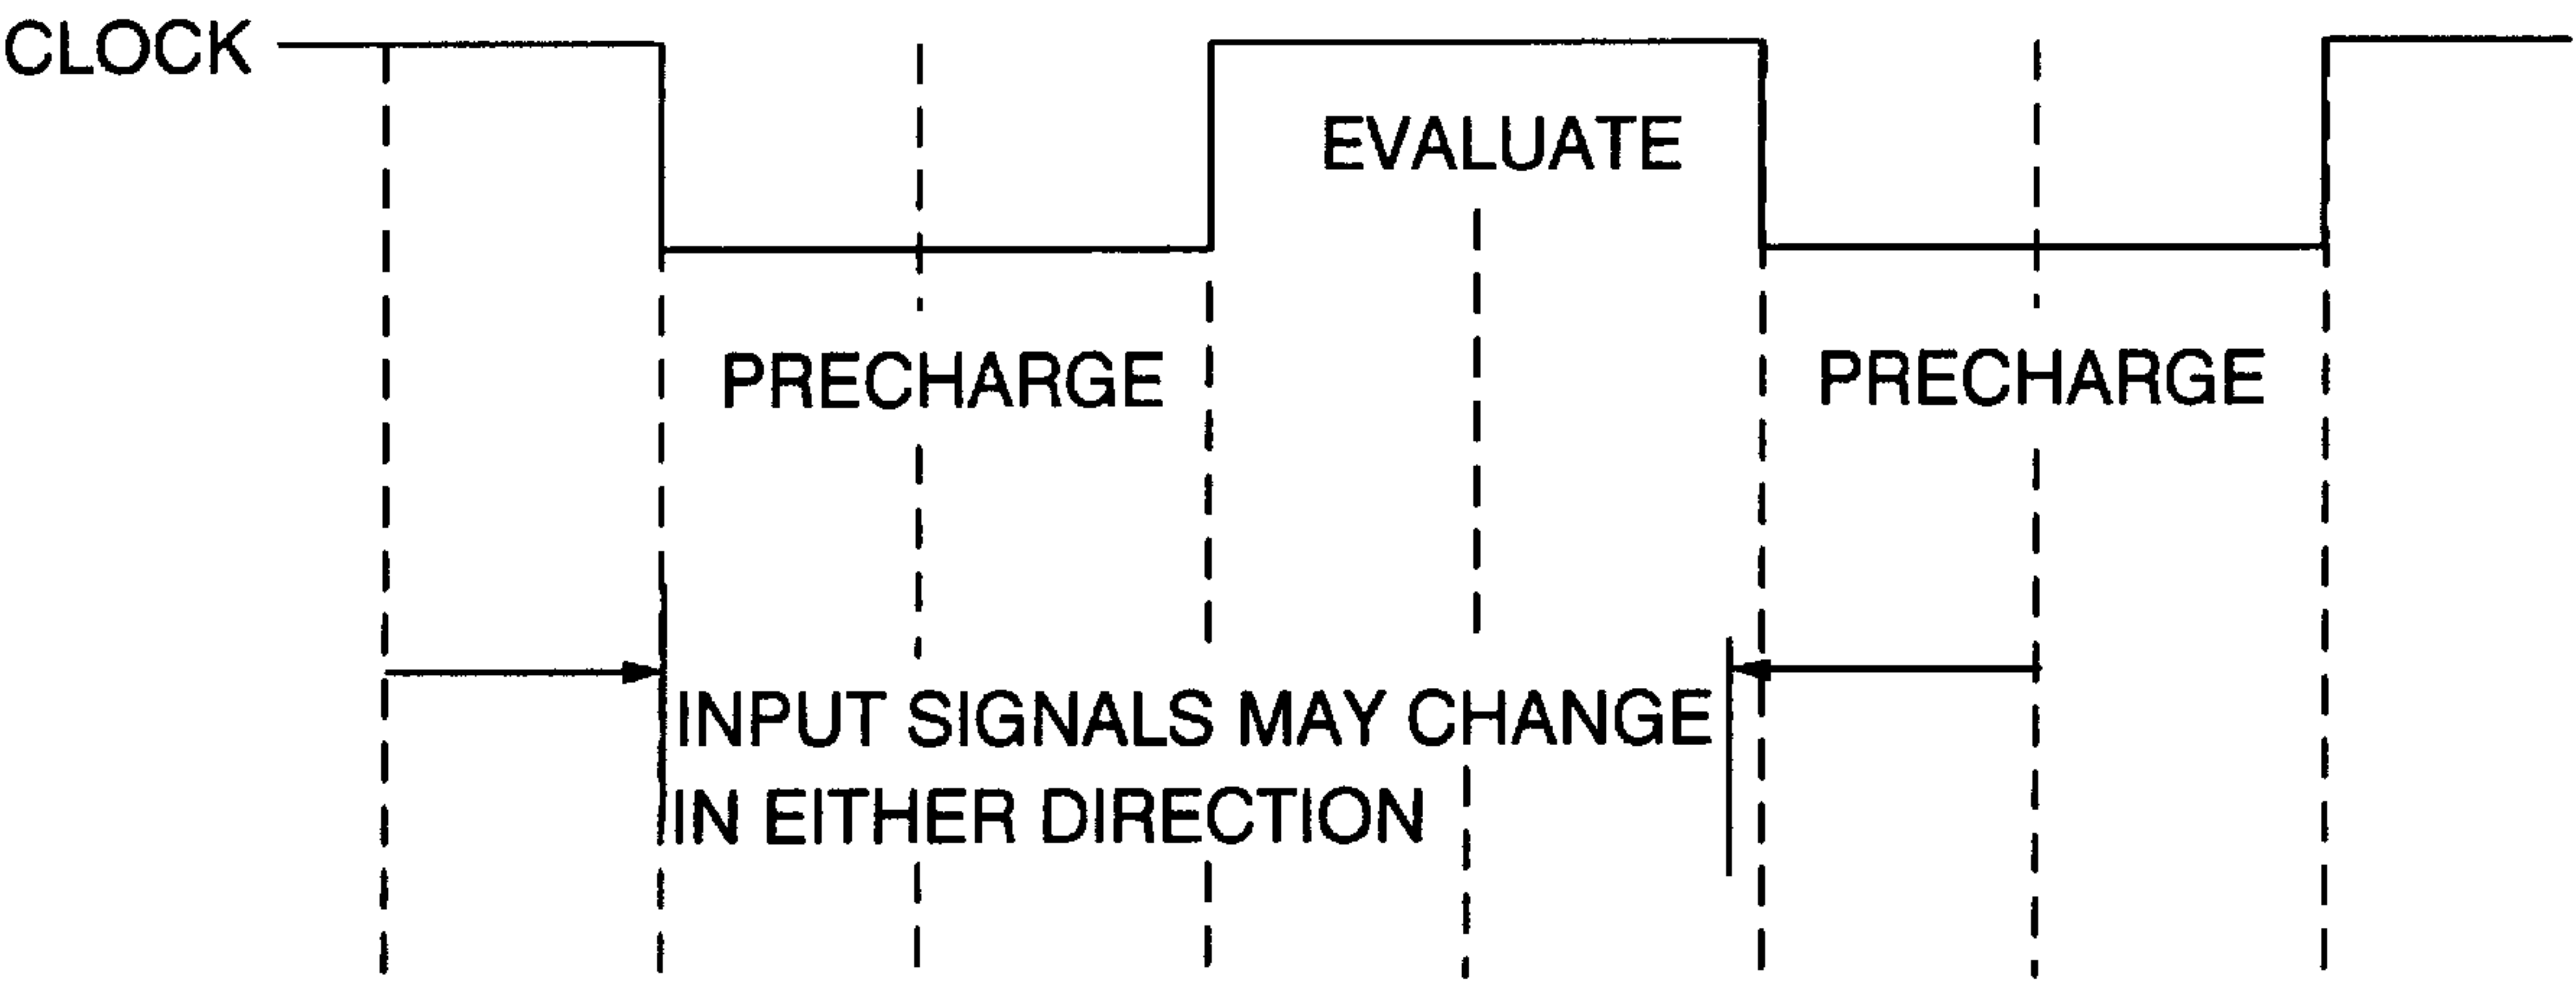 CLOCK
EVALUATE
PRECHARGE
PRECHARGE
INPUT SIGNALS MAY CHANGE
IN EITHER DIRECTION